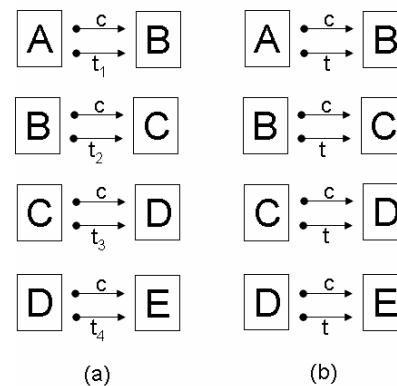 A c B A c B
t₁ t
B c C B c C
t₂ t
C c D C c D
t₃ t
D c E D c E
t₄ t
(a) (b)